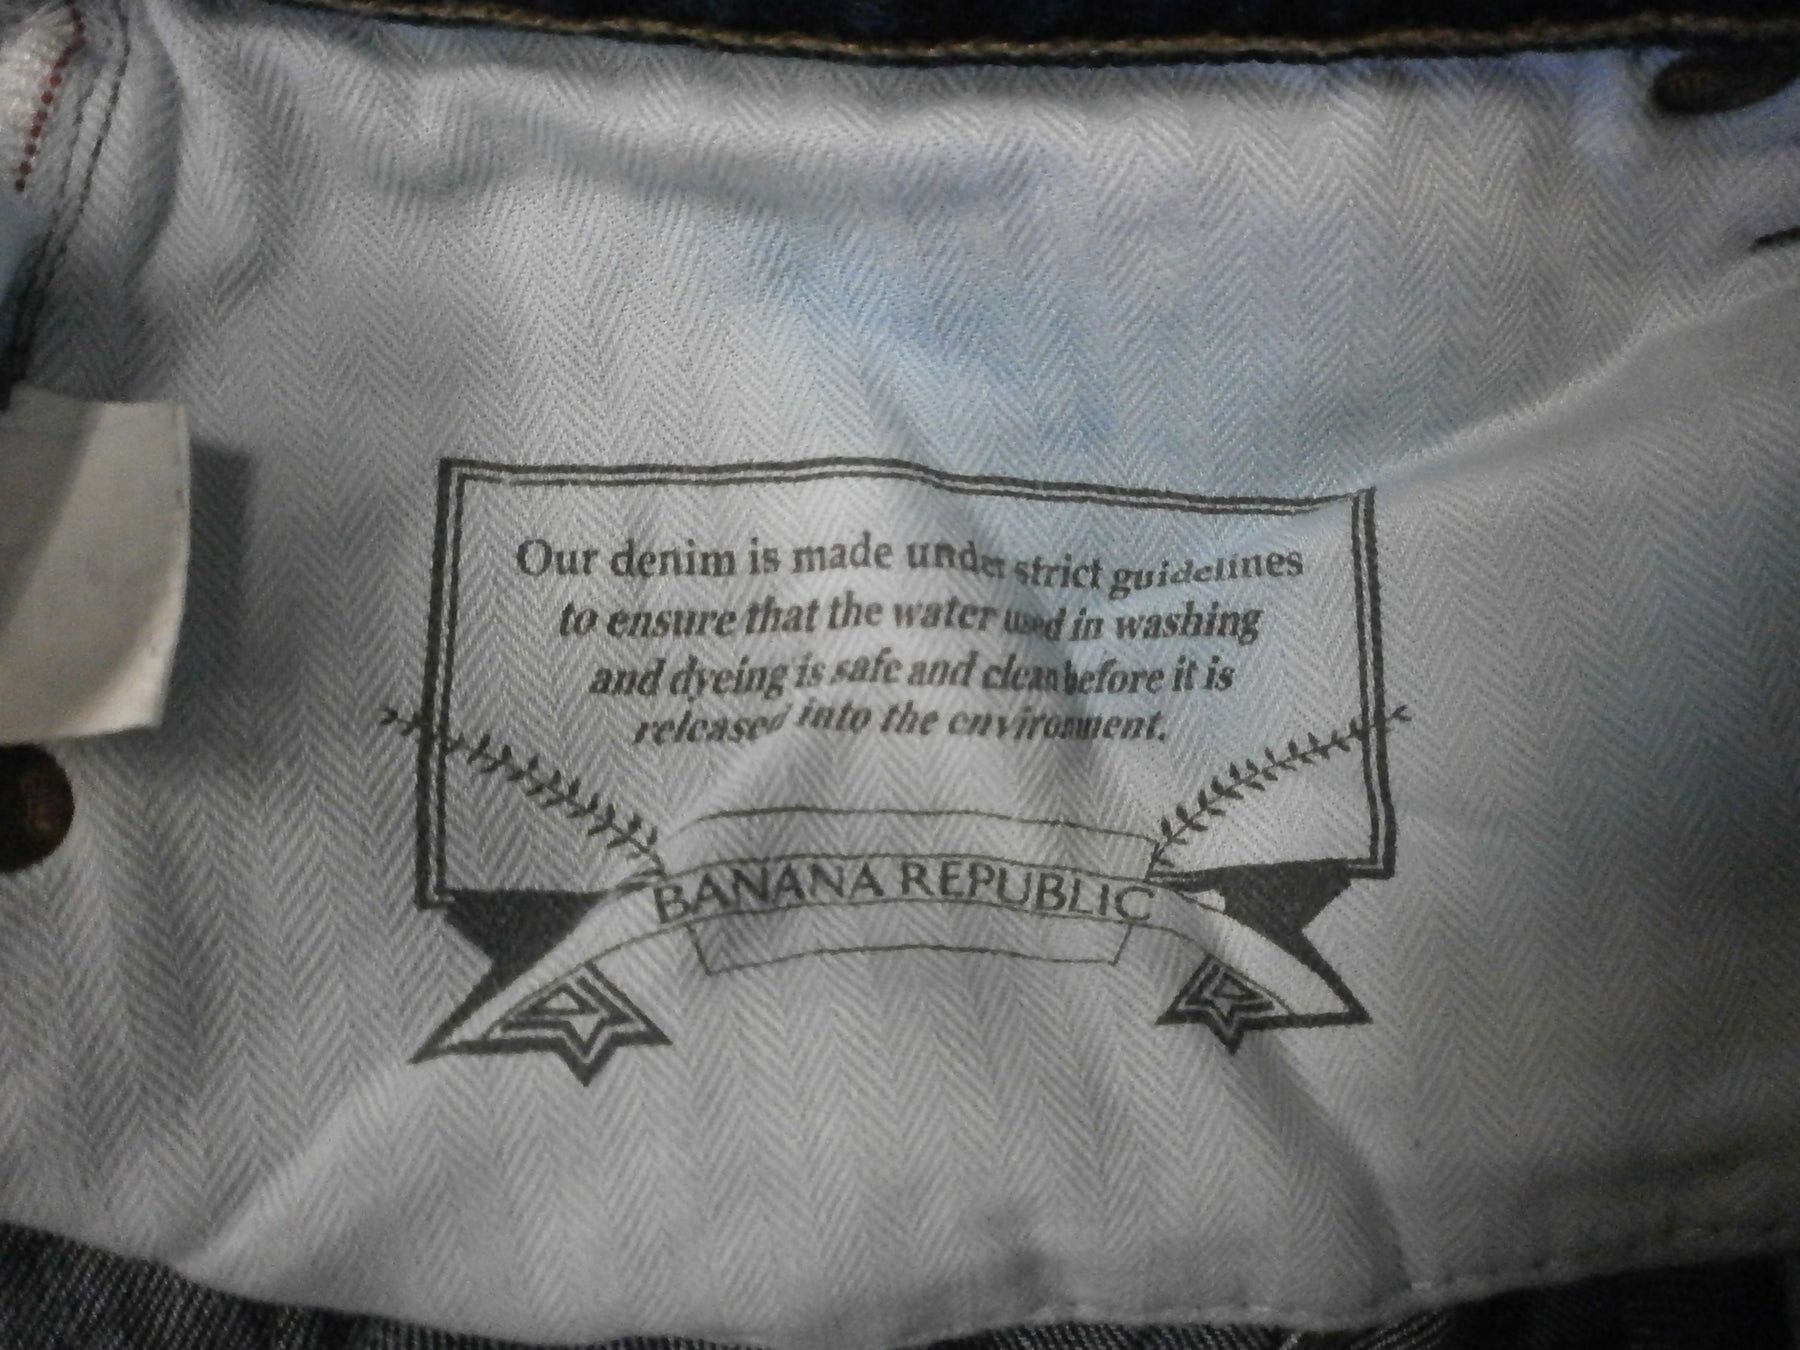 Our denim is made under strict guidelines
to ensure that the water used in washing
and dyeing is safe and clean before it is
released into the environment.
BANANA REPUBLIC